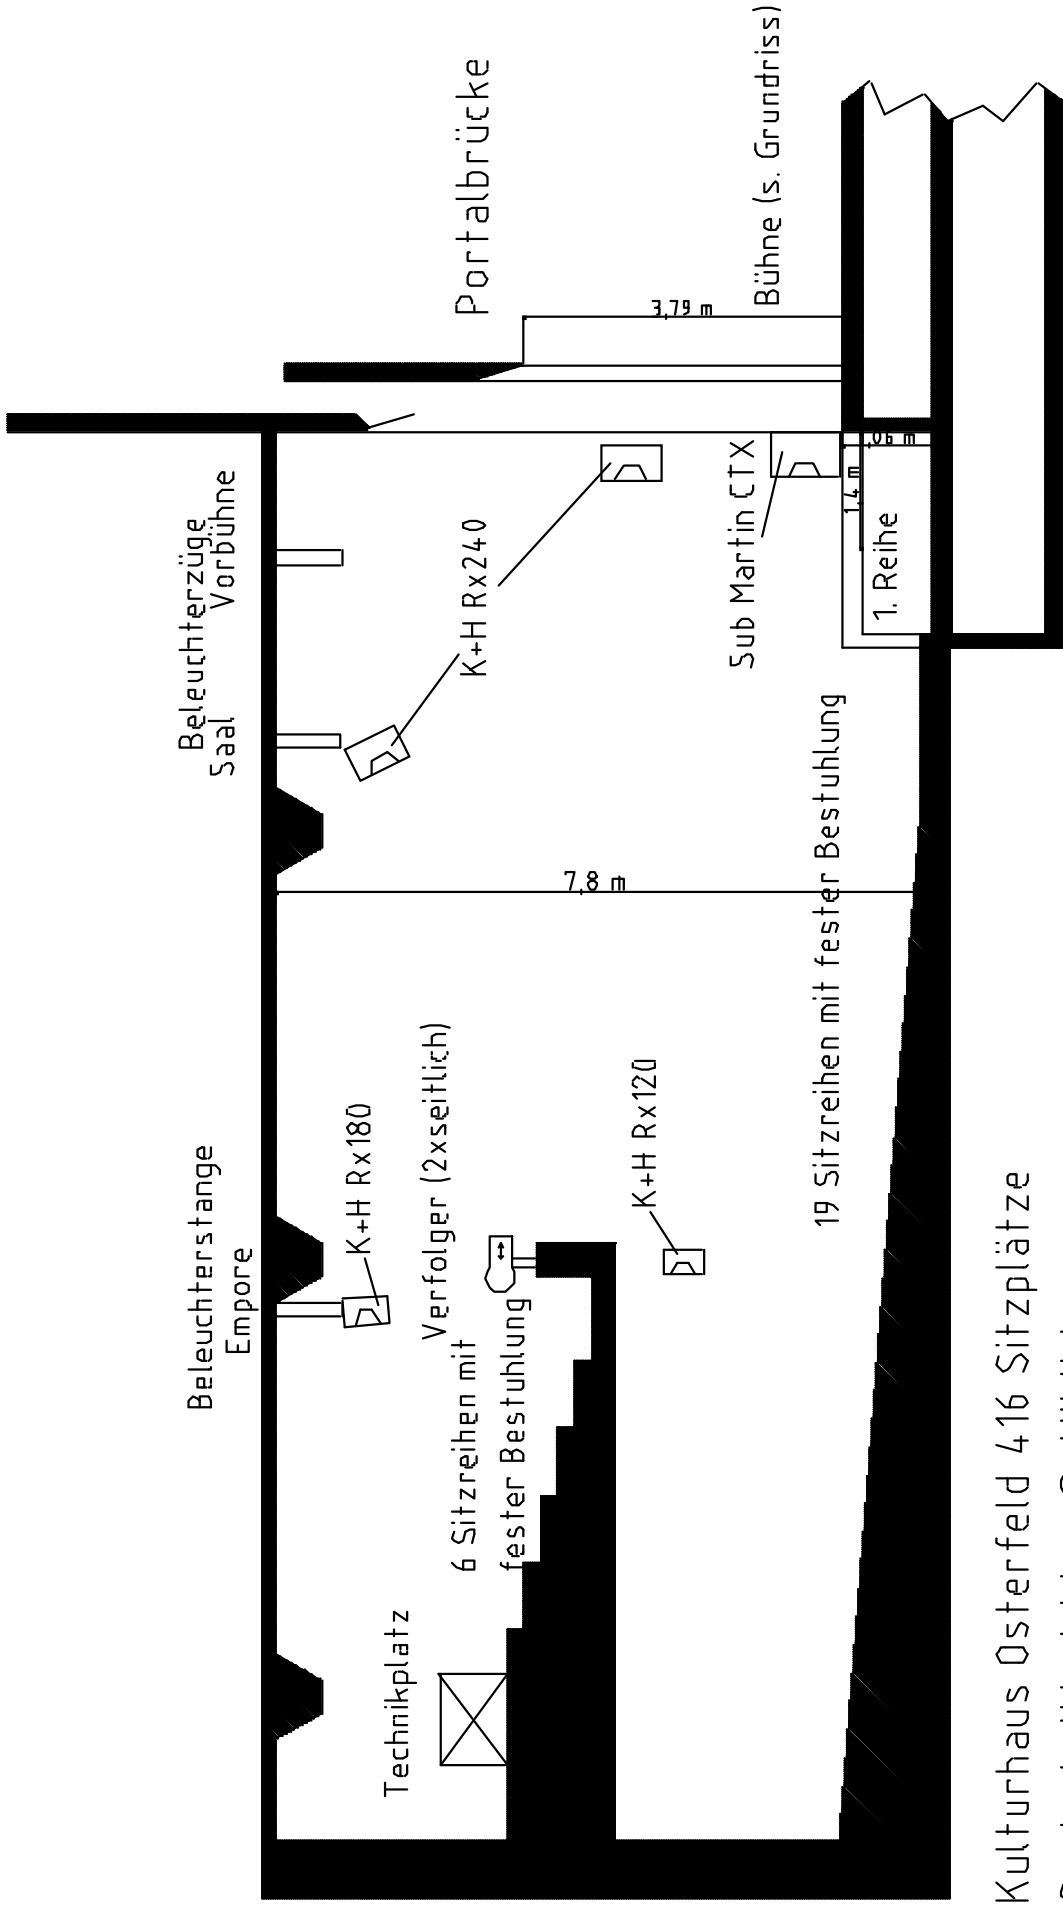 Beleuchterstange
Empore
Beleuchterzüge
Saal Vorbühne
Portalbrücke
K+H Rx180
Verfolger (2xseitlich)
K+H Rx240
3,79 m
Bühne (s. Grundriss)
Technikplatz
6 Sitzreihen mit
fester Bestuhlung
K+H Rx120
7,8 m
Sub Martin CTX
19 Sitzreihen mit fester Bestuhlung
1,4 m
,06 m
1. Reihe
Kulturhaus Osterfeld 416 Sitzplätze